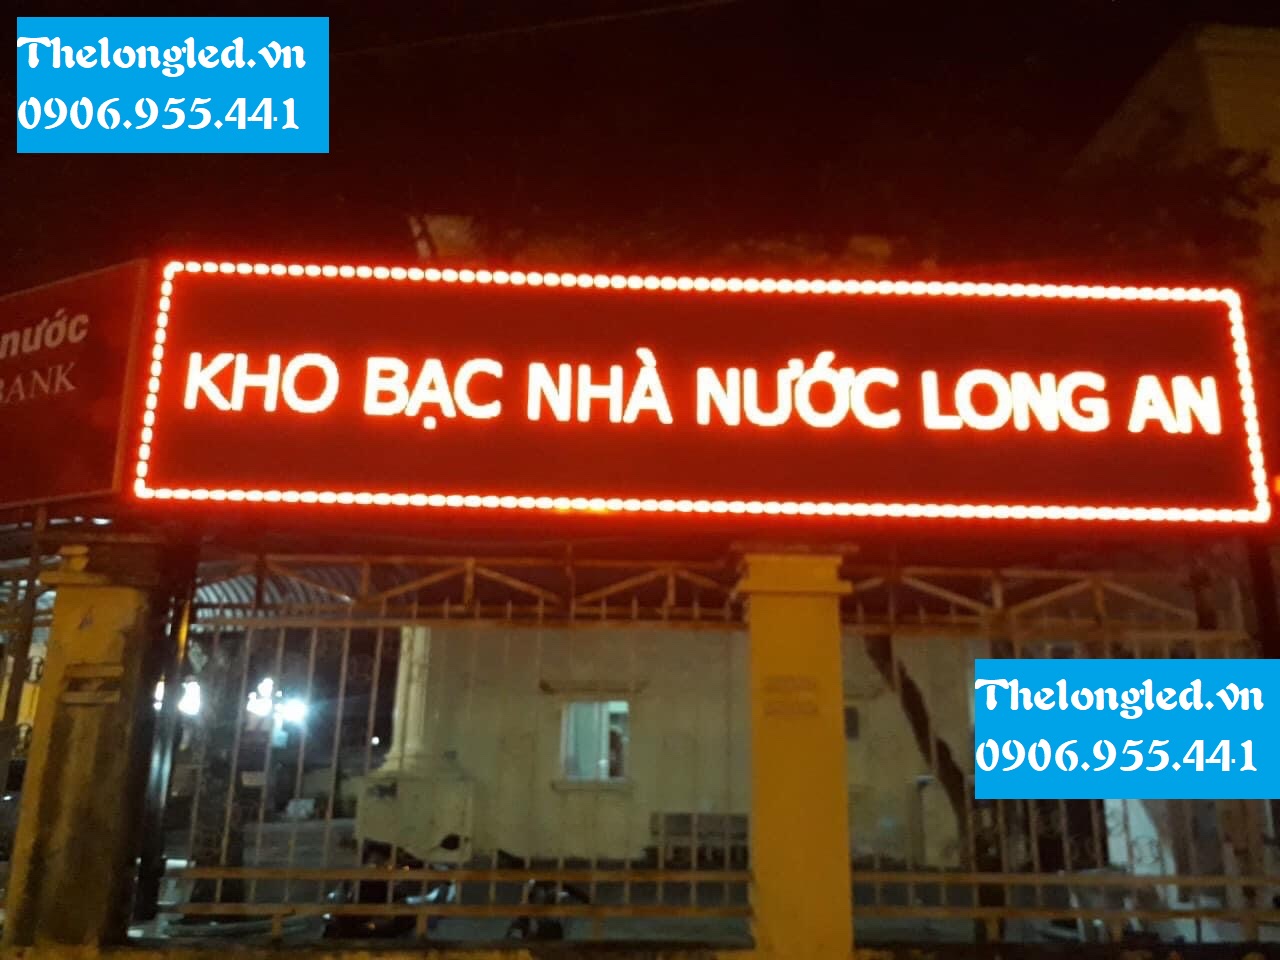 Thelongled.vn
0906.955.441
nước
BANK
KHO BẠC NHÀ NƯỚC LONG AN
Thelongled.vn
0906.955.441